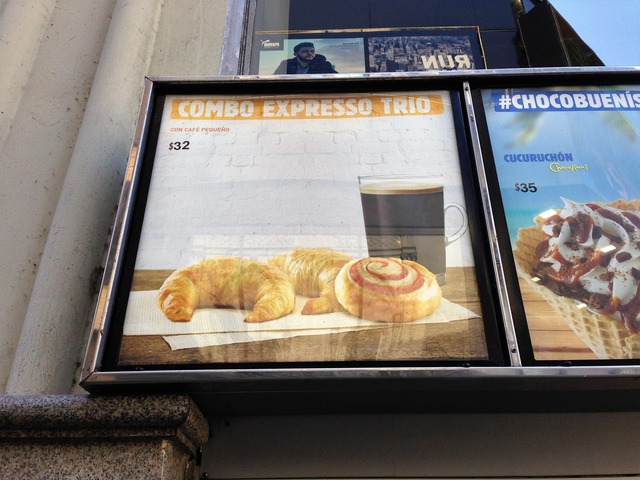 RUN
COMBO EXPRESSO TRIO
CON CAFÉ PEQUEÑO
$32
#CHOCOBUENÍS
CUCURUCHÓN
$35